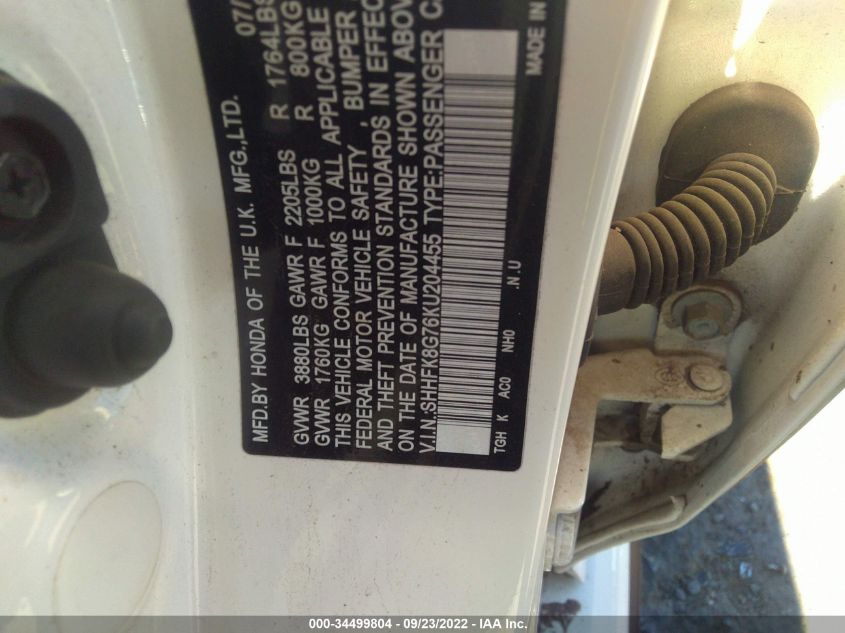 MFD.BY HONDA OF THE U.K. MFG.,LTD. 07/
GVWR 3880LBS GAWR F 2205LBS R 1764LBS
GVWR 1760KG GAWR F 1000KG R 800KG
THIS VEHICLE CONFORMS TO ALL APPLICABLE
FEDERAL MOTOR VEHICLE SAFETY , BUMPER
AND THEFT PREVENTION STANDARDS IN EFFEC
ON THE DATE OF MANUFACTURE SHOWN ABOV
V.I.N.:SHHFK8G76KU204455 TYPE:PASSENGER C
TGH K AC0 NH0 .N.U MADE IN
000-34499804 - 09/23/2022 - IAA Inc.